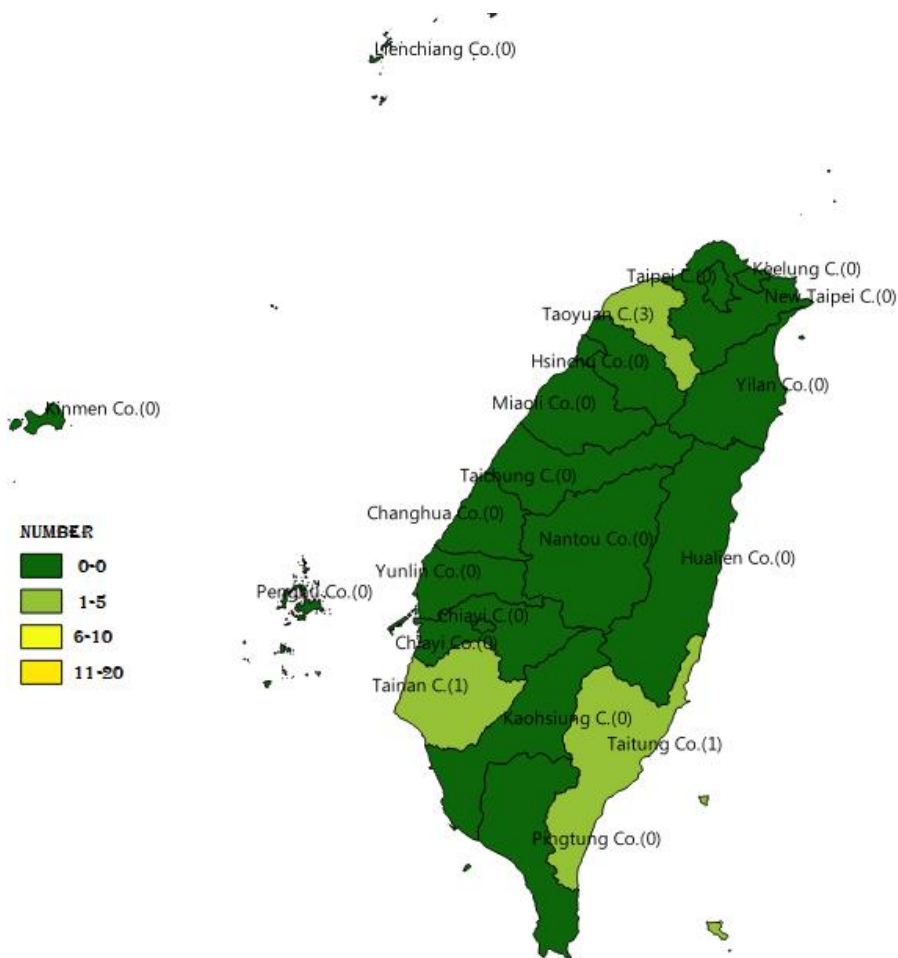 Lienchiang Co.(0)
Keelung C.(0)
Taipei C.(0)
New Taipei C.(0)
Taoyuan C.(3)
Hsinchu Co.(0)
Yilan Co.(0)
Miaoli Co.(0)
Kinmen Co.(0)
Taichung C.(0)
Changhua Co.(0)
Nantou Co.(0)
Hualien Co.(0)
Yunlin Co.(0)
Penghu Co.(0)
Chiayi C.(0)
Chiayi Co.(0)
Tainan C.(1)
Kaohsiung C.(0)
Taitung Co.(1)
Pingtung Co.(0)
NUMBER
0-0
1-5
6-10
11-20